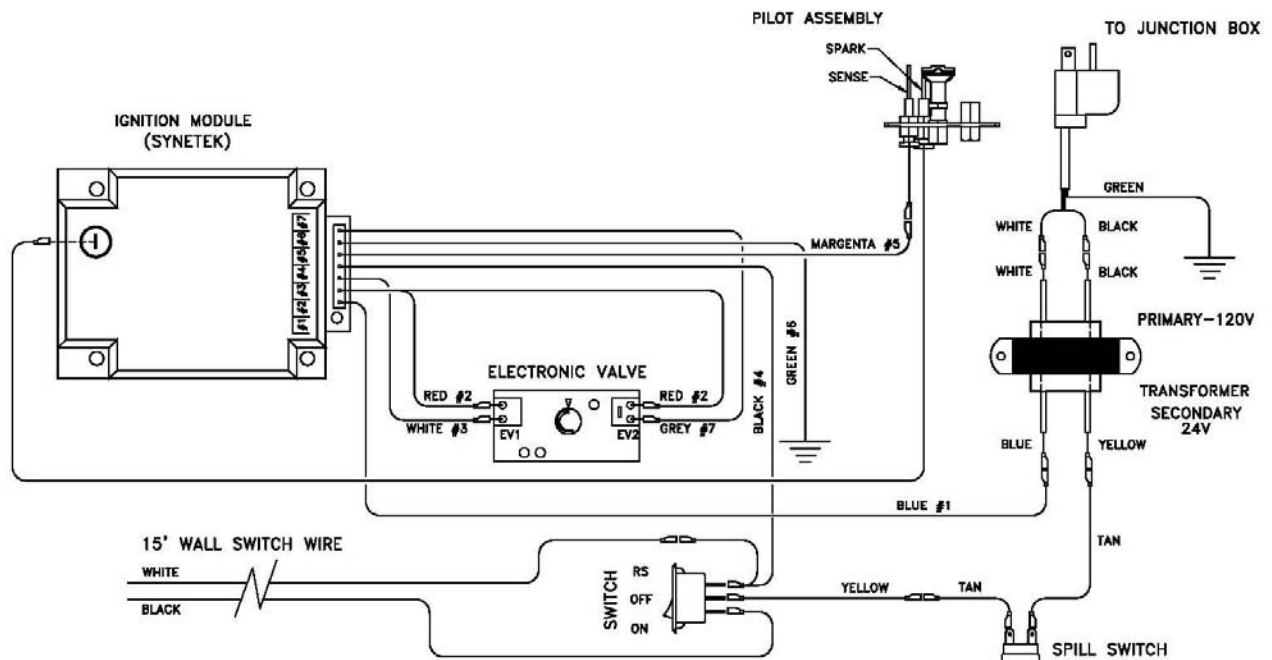 PILOT ASSEMBLY
TO JUNCTION BOX
SPARK
SENSE
IGNITION MODULE
(SYNETEK)
GREEN
#7
#6
#5
#4
#3
#2
#1
WHITE
BLACK
MARGENTA #5
WHITE
BLACK
PRIMARY-120V
GREEN #6
BLACK #4
ELECTRONIC VALVE
RED #2
RED #2
WHITE #3
EV1
EV2
GREY #7
TRANSFORMER
SECONDARY
24V
BLUE
YELLOW
BLUE #1
TAN
15' WALL SWITCH WIRE
WHITE
BLACK
SWITCH
RS
OFF
ON
YELLOW
TAN
SPILL SWITCH